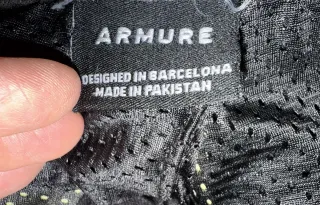 ARMURE
DESIGNED IN BARCELONA
MADE IN PAKISTAN